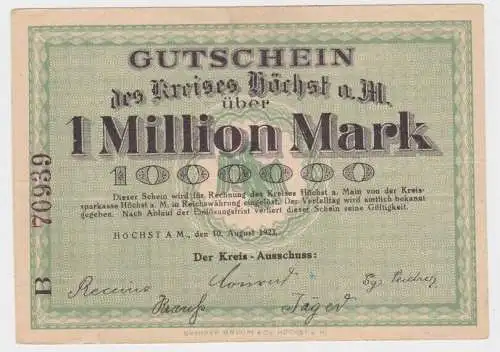 GUTSCHEIN
des Kreises Höchst a. M.
über
1 Million Mark
1000000
Dieser Schein wird für Rechnung des Kreises Höchst a. Main von der Kreis-
sparkasse Höchst a. M. in Reichswährung eingelöst. Der Verfalltag wird amtlich bekannt
gegeben. Nach Ablauf der Einlösungsfrist verliert dieser Schein seine Gültigkeit.
HÖCHST A.M., den 10. August 1923.
Der Kreis-Ausschuss:
Jäger
B 70939